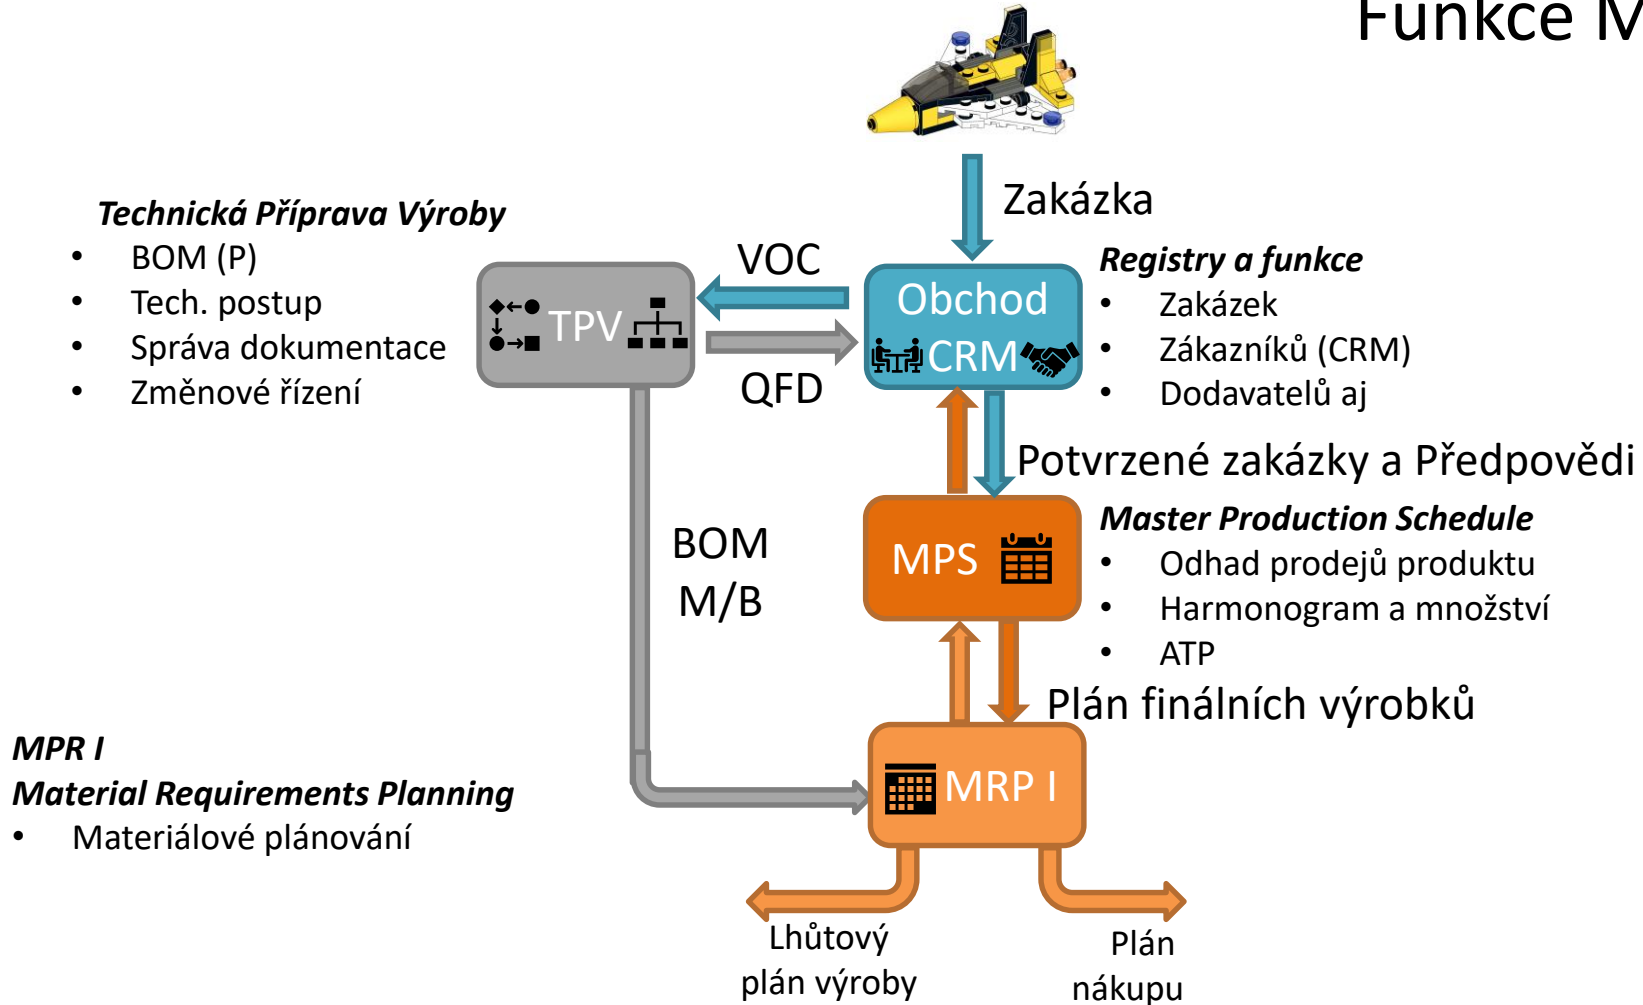 Funkce M
Zakázka
Technická Příprava Výroby
• BOM (P)
• Tech. postup
• Správa dokumentace
• Změnové řízení
VOC
TPV
QFD
Obchod
CRM
Registry a funkce
• Zakázek
• Zákazníků (CRM)
• Dodavatelů aj
Potvrzené zakázky a Předpovědi
BOM
M/B
MPS
Master Production Schedule
• Odhad prodejů produktu
• Harmonogram a množství
• ATP
Plán finálních výrobků
MPR I
Material Requirements Planning
• Materiálové plánování
MRP I
Lhůtový
plán výroby
Plán
nákupu